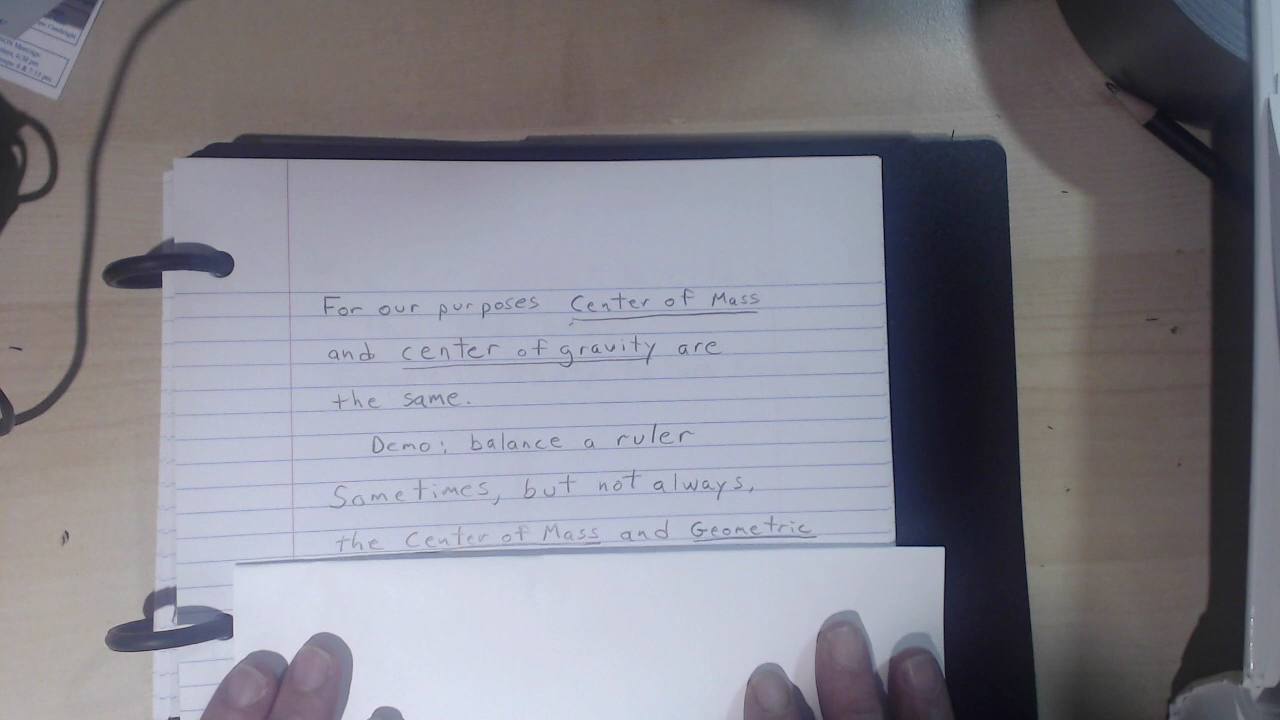 For our purposes Center of Mass
and center of gravity are
the same.
Demo: balance a ruler
Sometimes, but not always,
the Center of Mass and Geometric